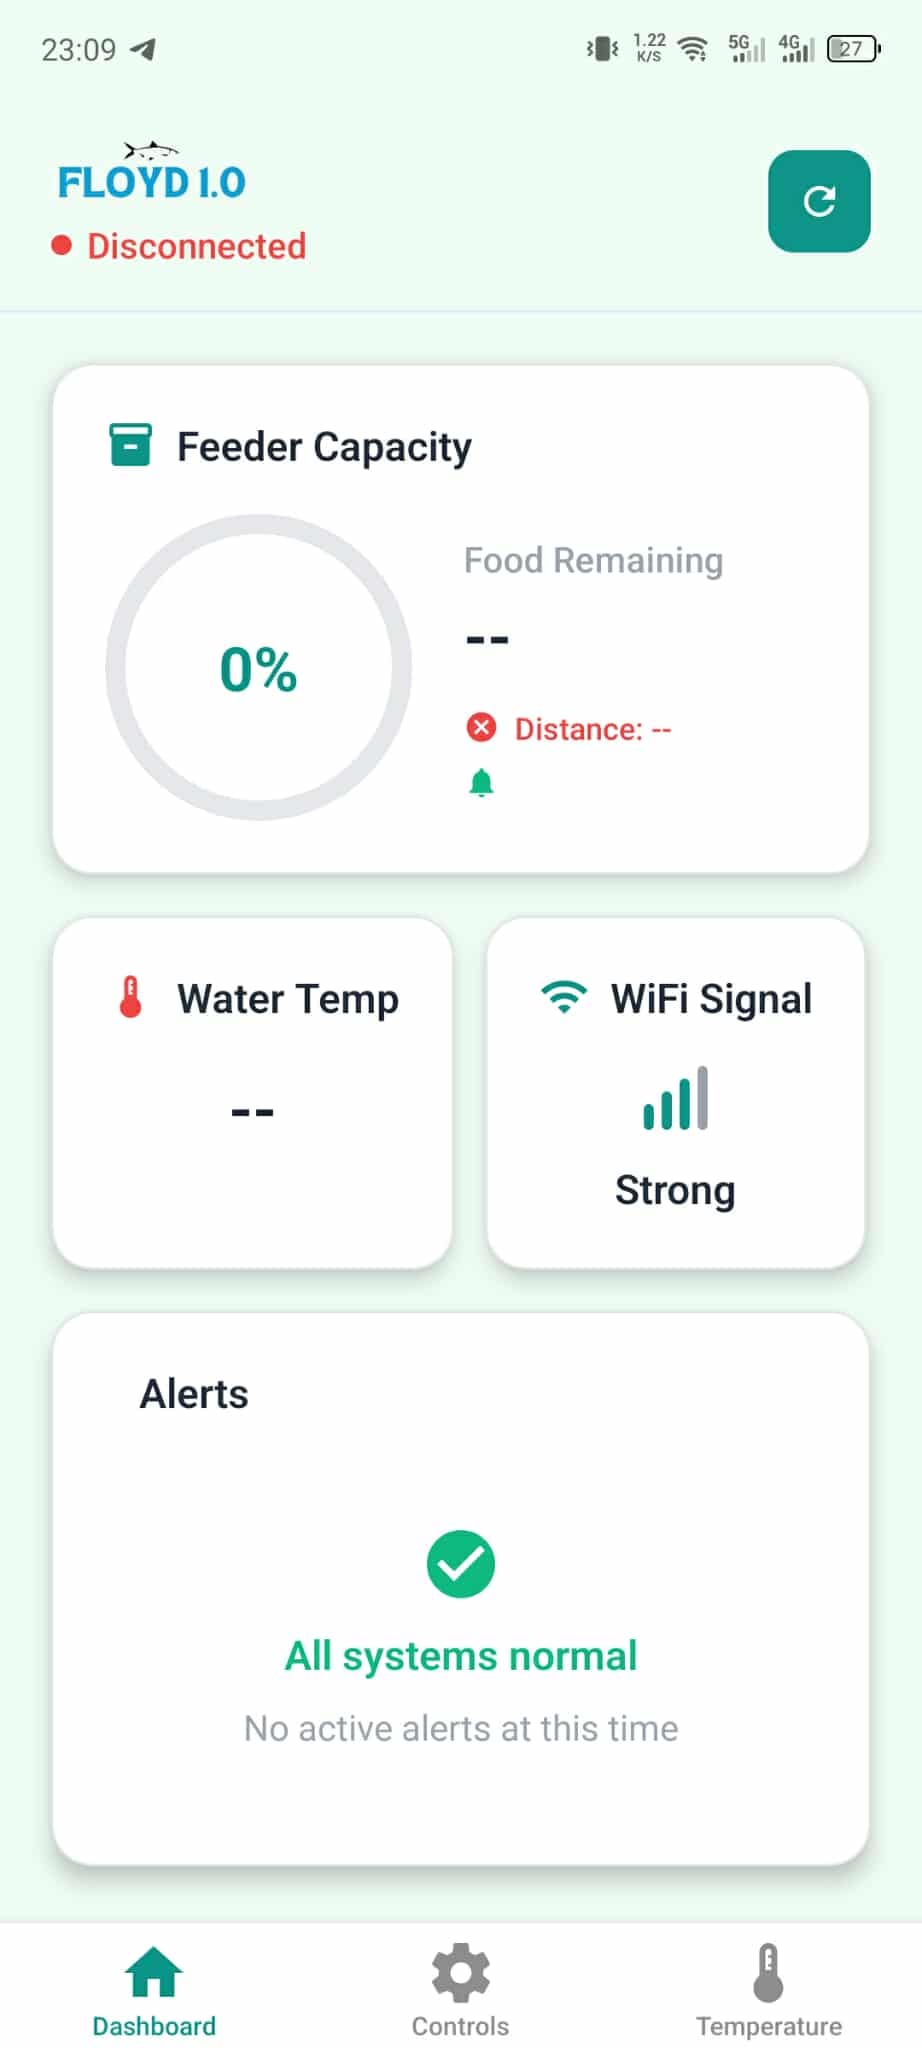 23:09 1.22 K/S 5G 4G 27
FLOYD 1.0
Disconnected
Feeder Capacity
0%
Food Remaining
--
Distance: --
Water Temp
--
WiFi Signal
Strong
Alerts
All systems normal
No active alerts at this time
Dashboard Controls Temperature